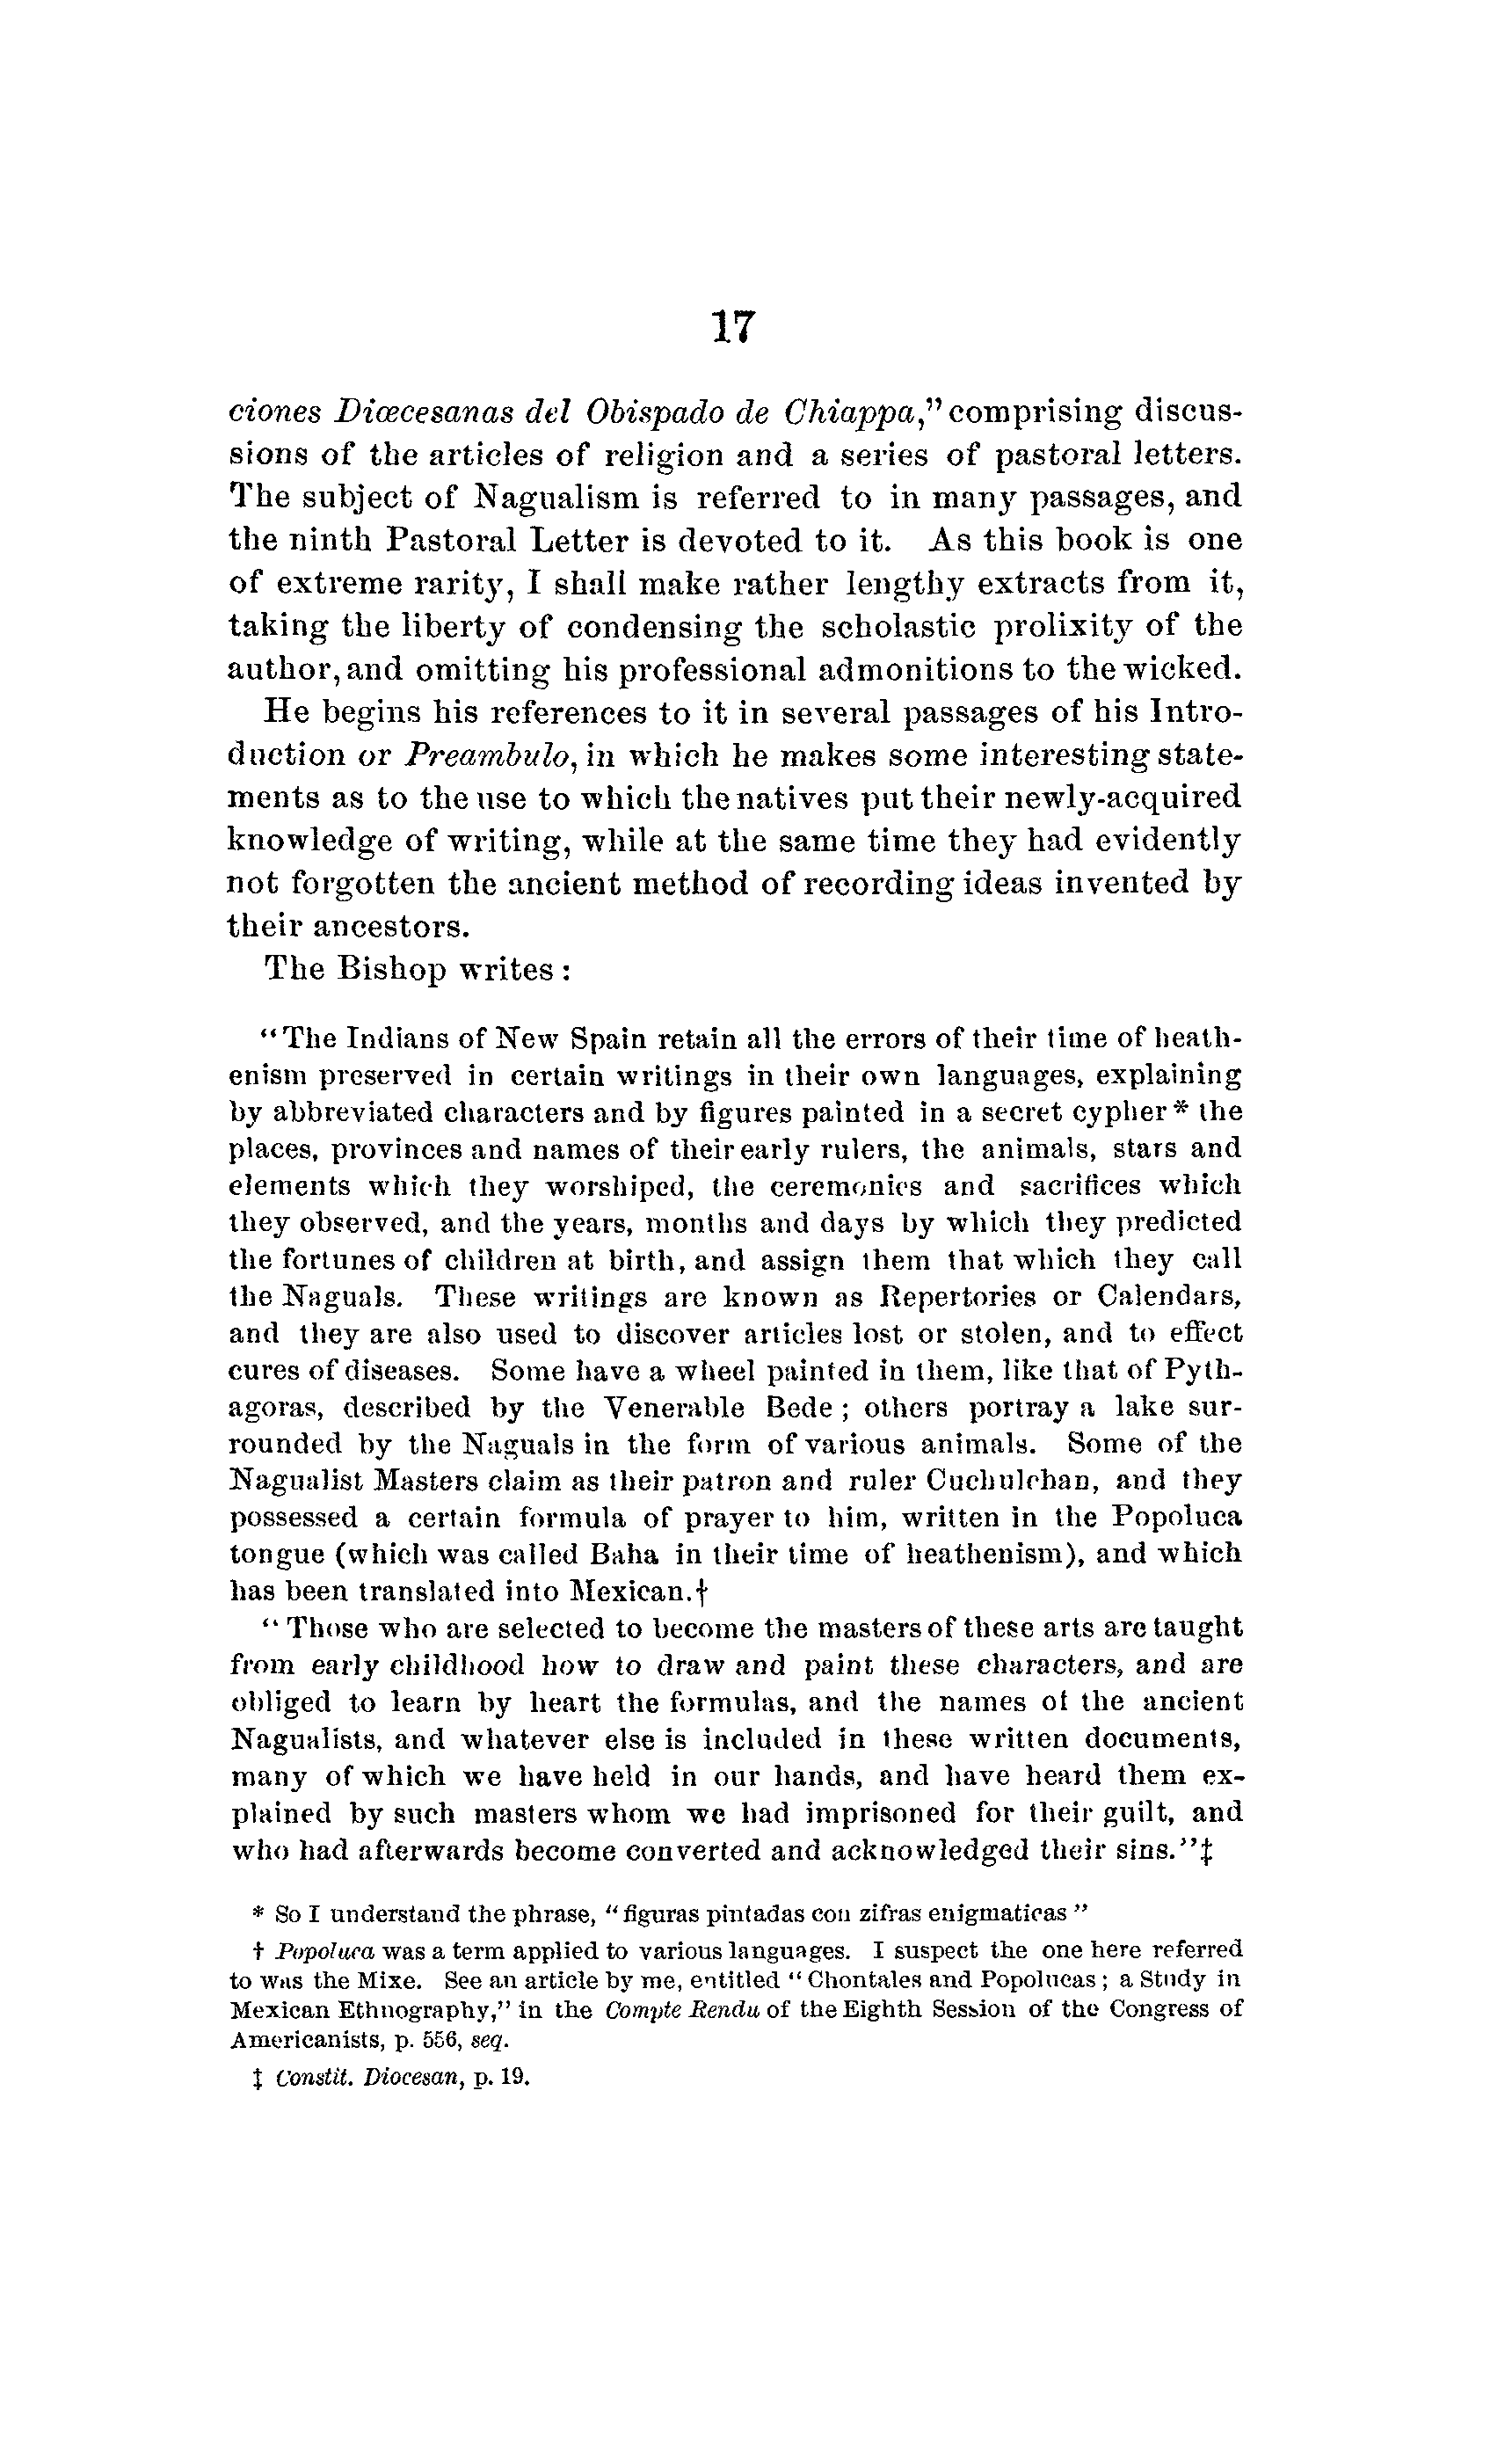 17
ciones Diœcesanas del Obispado de Chiappa," comprising discus-
sions of the articles of religion and a series of pastoral letters.
The subject of Nagualism is referred to in many passages, and
the ninth Pastoral Letter is devoted to it. As this book is one
of extreme rarity, I shall make rather lengthy extracts from it,
taking the liberty of condensing the scholastic prolixity of the
author, and omitting his professional admonitions to the wicked.
He begins his references to it in several passages of his Intro-
duction or Preambulo, in which he makes some interesting state-
ments as to the use to which the natives put their newly-acquired
knowledge of writing, while at the same time they had evidently
not forgotten the ancient method of recording ideas invented by
their ancestors.
The Bishop writes:
"The Indians of New Spain retain all the errors of their time of heath-
enism preserved in certain writings in their own languages, explaining
by abbreviated characters and by figures painted in a secret cypher* the
places, provinces and names of their early rulers, the animals, stars and
elements which they worshiped, the ceremonies and sacrifices which
they observed, and the years, months and days by which they predicted
the fortunes of children at birth, and assign them that which they call
the Naguals. These writings are known as Repertories or Calendars,
and they are also used to discover articles lost or stolen, and to effect
cures of diseases. Some have a wheel painted in them, like that of Pyth-
agoras, described by the Venerable Bede; others portray a lake sur-
rounded by the Naguals in the form of various animals. Some of the
Nagualist Masters claim as their patron and ruler Cuchulchan, and they
possessed a certain formula of prayer to him, written in the Popoluca
tongue (which was called Baha in their time of heathenism), and which
has been translated into Mexican.†
"Those who are selected to become the masters of these arts are taught
from early childhood how to draw and paint these characters, and are
obliged to learn by heart the formulas, and the names of the ancient
Nagualists, and whatever else is included in these written documents,
many of which we have held in our hands, and have heard them ex-
plained by such masters whom we had imprisoned for their guilt, and
who had afterwards become converted and acknowledged their sins."‡
* So I understand the phrase, "figuras pintadas con zifras enigmaticas"
† Popoluca was a term applied to various languages. I suspect the one here referred
to was the Mixe. See an article by me, entitled "Chontales and Popolucas; a Study in
Mexican Ethnography," in the Compte Rendu of the Eighth Session of the Congress of
Americanists, p. 556, seq.
‡ Constit. Diocesan, p. 19.